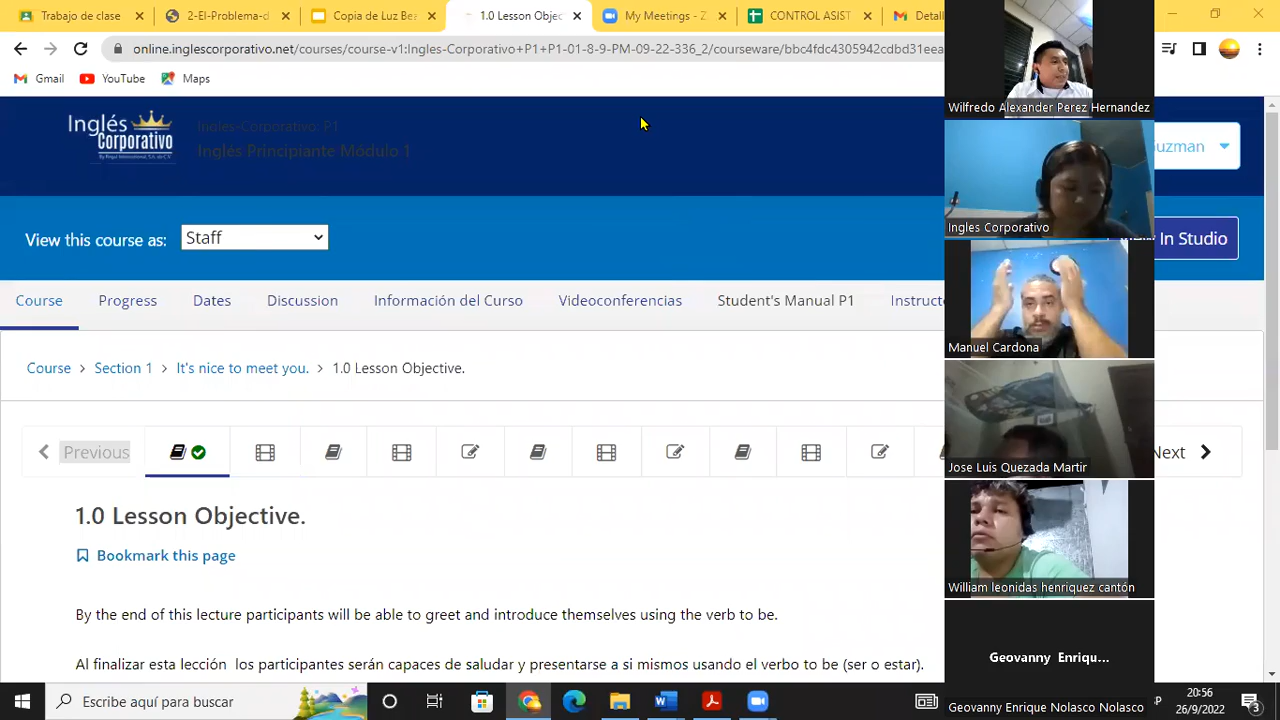 Trabajo de clase
2-El-Problema-d
Copia de Luz Bea
1.0 Lesson Objec
My Meetings - Z
CONTROL ASIST
Detall
online.inglescorporativo.net/courses/course-v1:Ingles-Corporativo+P1+P1-01-8-9-PM-09-22-336_2/courseware/bbc4fdc4305942cdbd31eea
Gmail
YouTube
Maps
Inglés
Corporativo
Ingles-Corporativo: P1
Inglés Principiante Módulo 1
uzman
View this course as:
Staff
In Studio
Course
Progress
Dates
Discussion
Información del Curso
Videoconferencias
Student's Manual P1
Instructo
Course > Section 1 > It's nice to meet you. > 1.0 Lesson Objective.
Previous
Next
1.0 Lesson Objective.
Bookmark this page
By the end of this lecture participants will be able to greet and introduce themselves using the verb to be.
Al finalizar esta lección los participantes serán capaces de saludar y presentarse a si mismos usando el verbo to be (ser o estar).
Wilfredo Alexander Perez Hernandez
Ingles Corporativo
Manuel Cardona
Jose Luis Quezada Martir
William leonidas henriquez cantón
Geovanny Enriqu...
Geovanny Enrique Nolasco Nolasco
Escribe aquí para buscar
P
20:56
26/9/2022
3